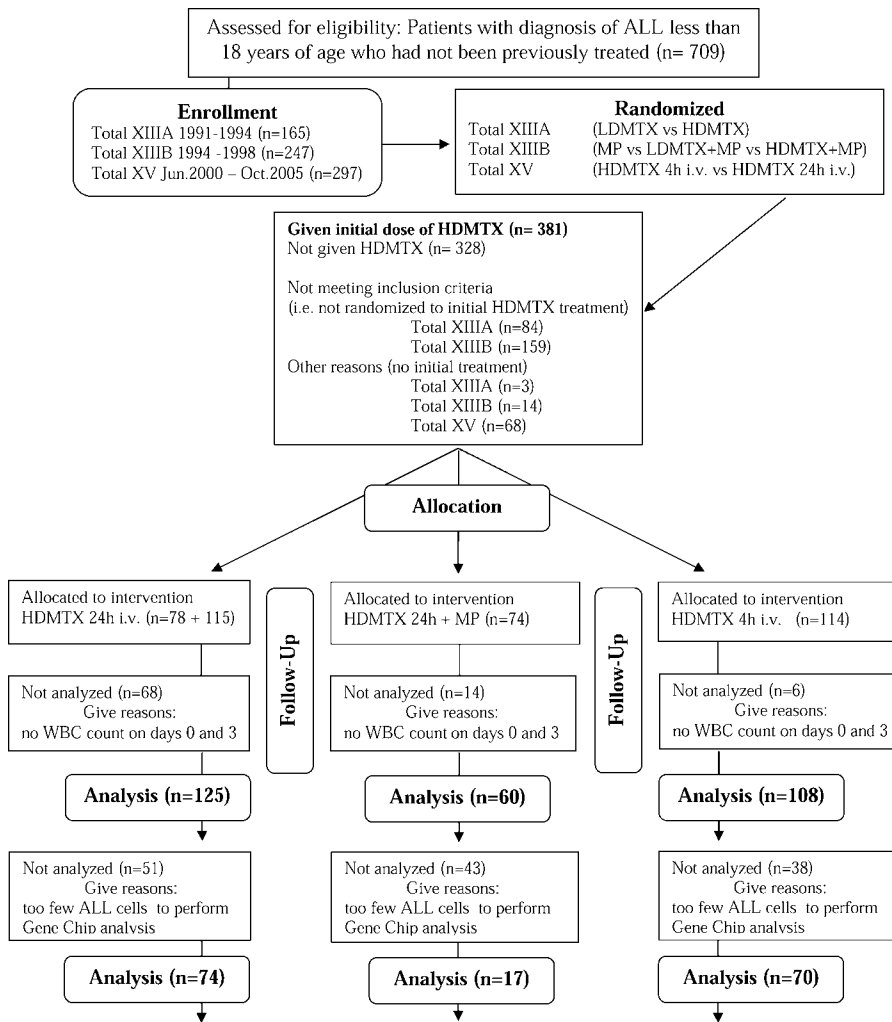 Assessed for eligibility: Patients with diagnosis of ALL less than
18 years of age who had not been previously treated (n= 709)
Enrollment
Total XIIIA 1991-1994 (n=165)
Total XIIIB 1994 -1998 (n=247)
Total XV Jun.2000 – Oct.2005 (n=297)
Randomized
Total XIIIA (LDMTX vs HDMTX)
Total XIIIB (MP vs LDMTX+MP vs HDMTX+MP)
Total XV (HDMTX 4h i.v. vs HDMTX 24h i.v.)
Given initial dose of HDMTX (n= 381)
Not given HDMTX (n= 328)
Not meeting inclusion criteria
(i.e. not randomized to initial HDMTX treatment)
Total XIIIA (n=84)
Total XIIIB (n=159)
Other reasons (no initial treatment)
Total XIIIA (n=3)
Total XIIIB (n=14)
Total XV (n=68)
Allocation
Allocated to intervention
HDMTX 24h i.v. (n=78 + 115)
Follow-Up
Allocated to intervention
HDMTX 24h + MP (n=74)
Follow-Up
Allocated to intervention
HDMTX 4h i.v. (n=114)
Not analyzed (n=68)
Give reasons:
no WBC count on days 0 and 3
Not analyzed (n=14)
Give reasons:
no WBC count on days 0 and 3
Not analyzed (n=6)
Give reasons:
no WBC count on days 0 and 3
Analysis (n=125)
Analysis (n=60)
Analysis (n=108)
Not analyzed (n=51)
Give reasons:
too few ALL cells to perform
Gene Chip analysis
Not analyzed (n=43)
Give reasons:
too few ALL cells to perform
Gene Chip analysis
Not analyzed (n=38)
Give reasons:
too few ALL cells to perform
Gene Chip analysis
Analysis (n=74)
Analysis (n=17)
Analysis (n=70)